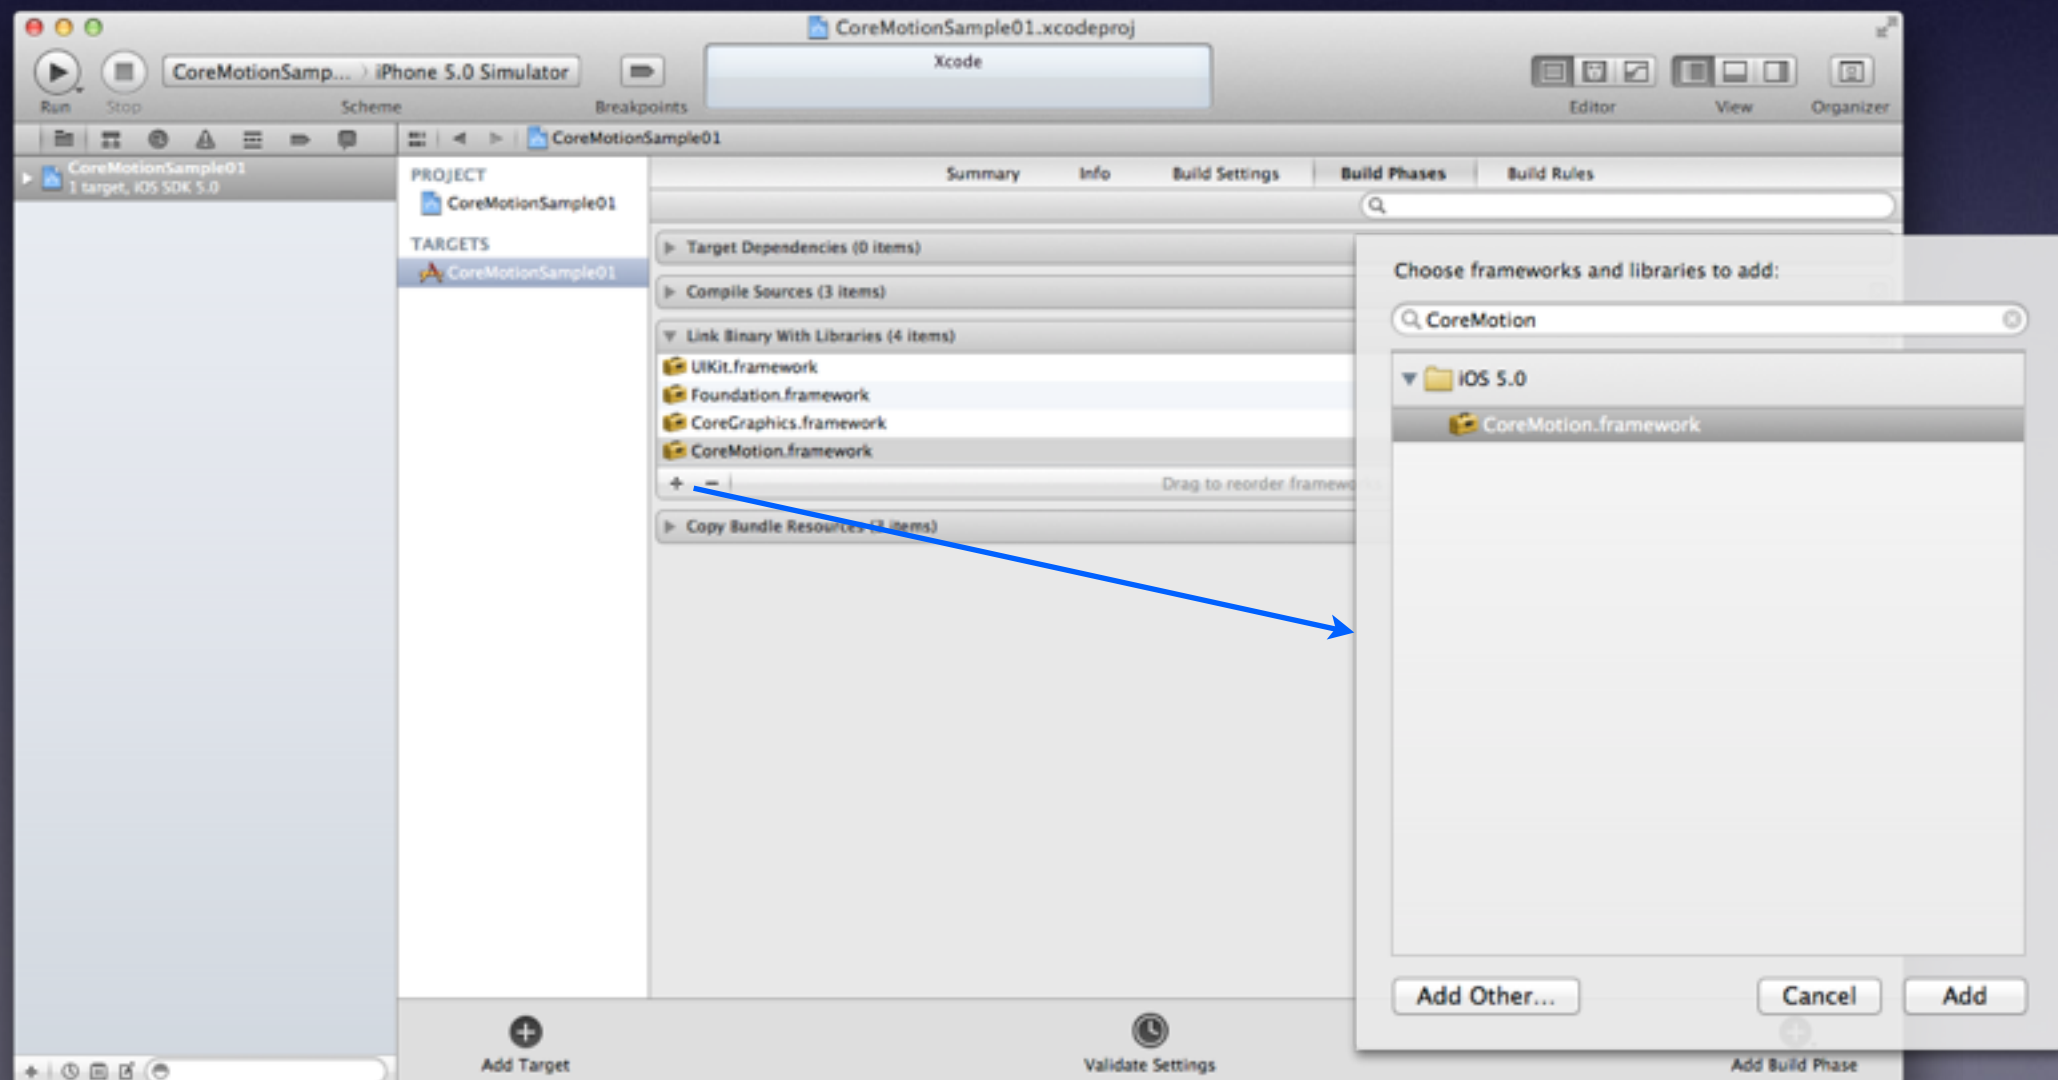 CoreMotionSample01.xcodeproj
CoreMotionSamp... iPhone 5.0 Simulator
Xcode
Run Stop Scheme Breakpoints Editor View Organizer
CoreMotionSample01
CoreMotionSample01
1 target, iOS SDK 5.0
PROJECT
CoreMotionSample01
TARGETS
CoreMotionSample01
Summary Info Build Settings Build Phases Build Rules
Target Dependencies (0 items)
Compile Sources (3 items)
Link Binary With Libraries (4 items)
UIKit.framework
Foundation.framework
CoreGraphics.framework
CoreMotion.framework
Drag to reorder
Copy Bundle Resources items)
Choose frameworks and libraries to add:
CoreMotion
iOS 5.0
CoreMotion.framework
Add Other... Cancel Add
Add Target Validate Settings Add Build Phase